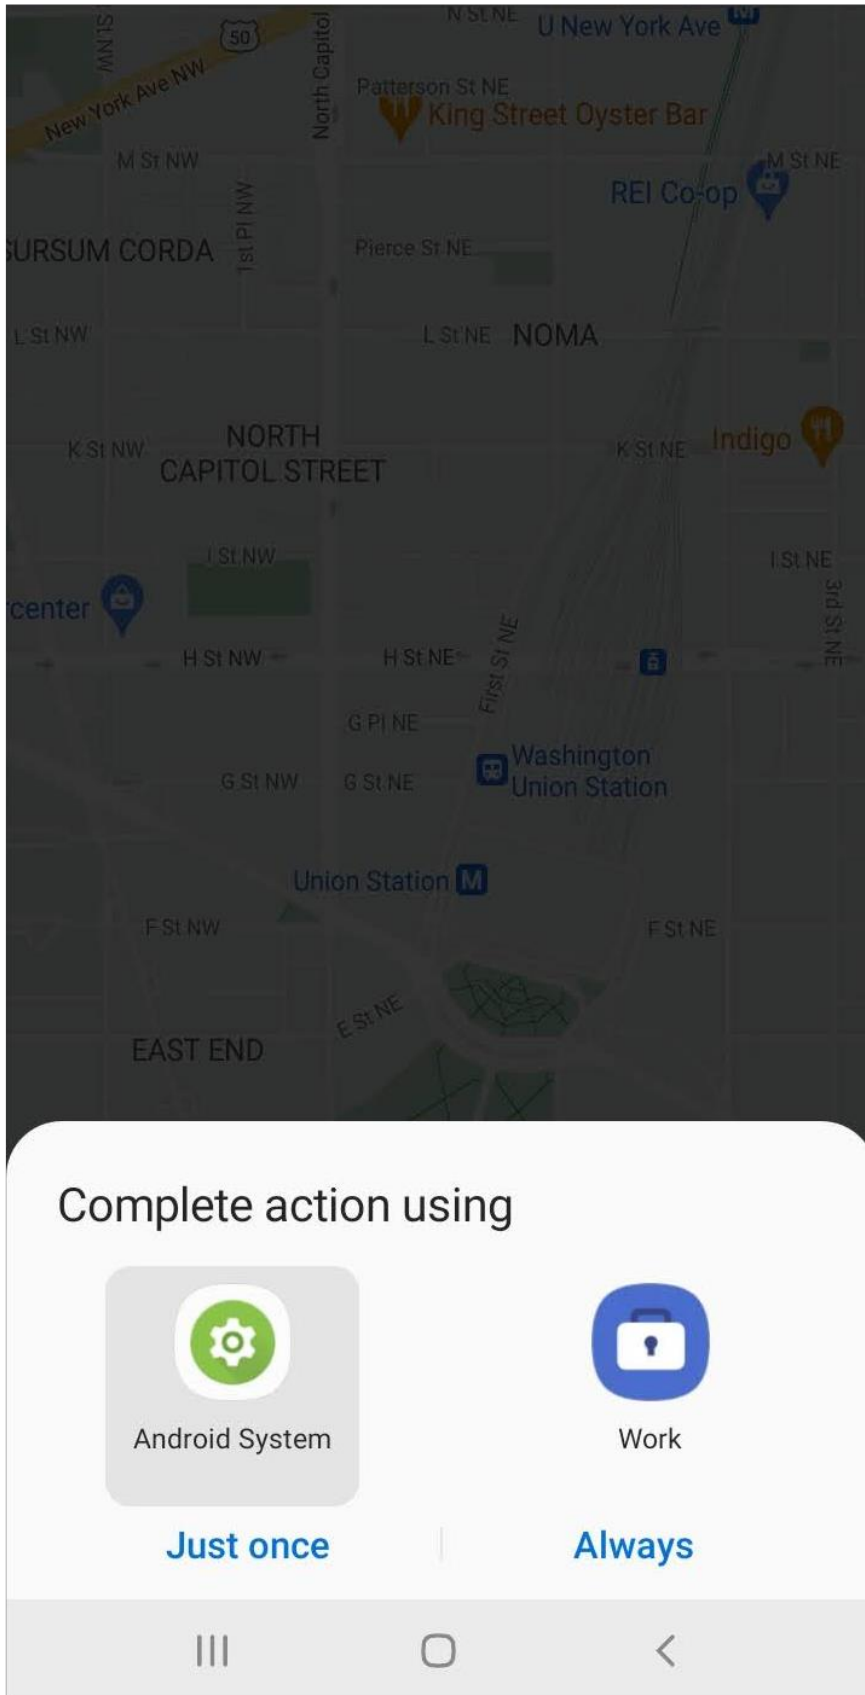 St NW
50
North Capitol
N St NE
U New York Ave
M
New York Ave NW
Patterson St NE
King Street Oyster Bar
M St NW
M St NE
REI Co-op
1st Pl NW
SURSUM CORDA
Pierce St NE
L St NW
L St NE
NOMA
NORTH
CAPITOL STREET
K St NW
K St NE
Indigo
I St NW
I St NE
3rd St NE
rcenter
First St NE
H St NW
H St NE
G Pl NE
Washington
Union Station
G St NW
G St NE
Union Station M
F St NW
F St NE
E St NE
EAST END
Complete action using
Android System
Work
Just once
Always